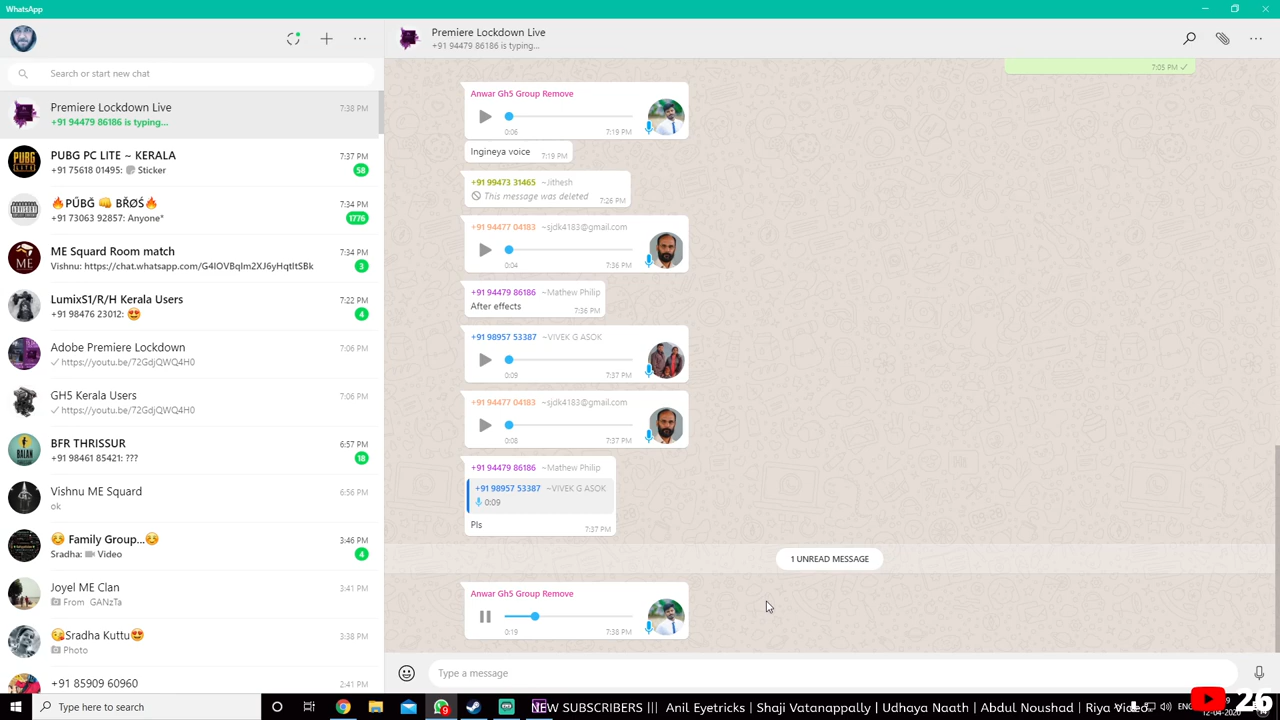 WhatsApp
Search or start new chat
Premiere Lockdown Live 7:38 PM
+91 94479 86186 is typing...
PUBG PC LITE ~ KERALA 7:37 PM
+91 75618 01495: Sticker 58
🔥PÚBĞ 👊 BŘØŚ🔥 7:34 PM
+91 73063 92857: Anyone* 1776
ME Squard Room match 7:34 PM
Vishnu: https://chat.whatsapp.com/G4IOVBqIm2XJ6yHqtItSBk 3
LumixS1/R/H Kerala Users 7:22 PM
+91 98476 23012: 😍 4
Adobe Premiere Lockdown 7:06 PM
https://youtu.be/72GdjQWQ4H0
GH5 Kerala Users 7:06 PM
https://youtu.be/72GdjQWQ4H0
BFR THRISSUR 6:57 PM
+91 98461 85421: ??? 18
Vishnu ME Squard 6:56 PM
ok
☺️ Family Group...☺️ 3:46 PM
Sradha: Video 4
Joyel ME Clan 3:41 PM
From GANzTa
😘Sradha Kuttu😍 3:38 PM
Photo
+91 85909 60960 2:41 PM
Premiere Lockdown Live
+91 94479 86186 is typing...
7:05 PM
Anwar Gh5 Group Remove
0:06 7:19 PM
Ingineya voice 7:19 PM
+91 99473 31465 ~Jithesh
This message was deleted 7:26 PM
+91 94477 04183 ~sjdk4183@gmail.com
0:04 7:36 PM
+91 94479 86186 ~Mathew Philip
After effects
7:36 PM
+91 98957 53387 ~VIVEK G ASOK
0:09 7:37 PM
+91 94477 04183 ~sjdk4183@gmail.com
0:08 7:37 PM
+91 94479 86186 ~Mathew Philip
+91 98957 53387 ~VIVEK G ASOK
0:09
Pls 7:37 PM
1 UNREAD MESSAGE
Anwar Gh5 Group Remove
0:19 7:38 PM
Type a message
Type here to search
9
NEW SUBSCRIBERS ||| Anil Eyetricks | Shaji Vatanappally | Udhaya Naath | Abdul Noushad | Riya Video
26
12-04-2020